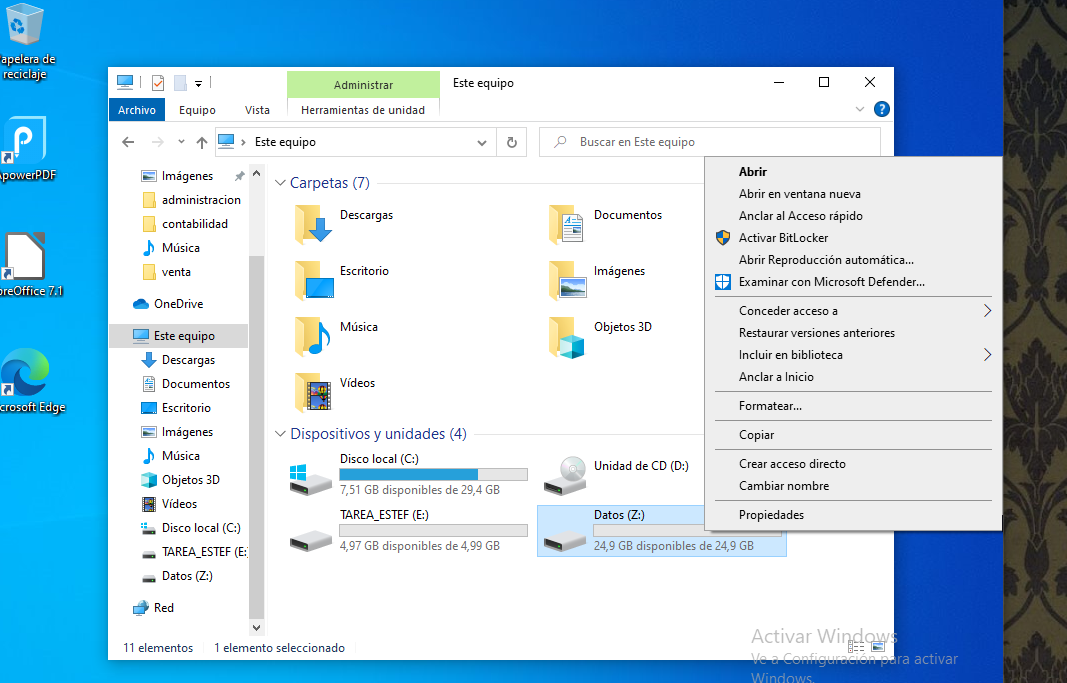 Papelera de
reciclaje
ApowerPDF
LibreOffice 7.1
Microsoft Edge
Administrar
Este equipo
Archivo
Equipo
Vista
Herramientas de unidad
Este equipo
Buscar en Este equipo
Imágenes
administracion
contabilidad
Música
venta
OneDrive
Este equipo
Descargas
Documentos
Escritorio
Imágenes
Música
Objetos 3D
Vídeos
Disco local (C:)
TAREA_ESTEF (E:
Datos (Z:)
Red
Carpetas (7)
Descargas
Documentos
Escritorio
Imágenes
Música
Objetos 3D
Vídeos
Dispositivos y unidades (4)
Disco local (C:)
7,51 GB disponibles de 29,4 GB
Unidad de CD (D:)
TAREA_ESTEF (E:)
4,97 GB disponibles de 4,99 GB
Datos (Z:)
24,9 GB disponibles de 24,9 GB
Abrir
Abrir en ventana nueva
Anclar al Acceso rápido
Activar BitLocker
Abrir Reproducción automática...
Examinar con Microsoft Defender...
Conceder acceso a
Restaurar versiones anteriores
Incluir en biblioteca
Anclar a Inicio
Formatear...
Copiar
Crear acceso directo
Cambiar nombre
Propiedades
11 elementos
1 elemento seleccionado
Activar Windows
Ve a Configuración para activar
Windows.